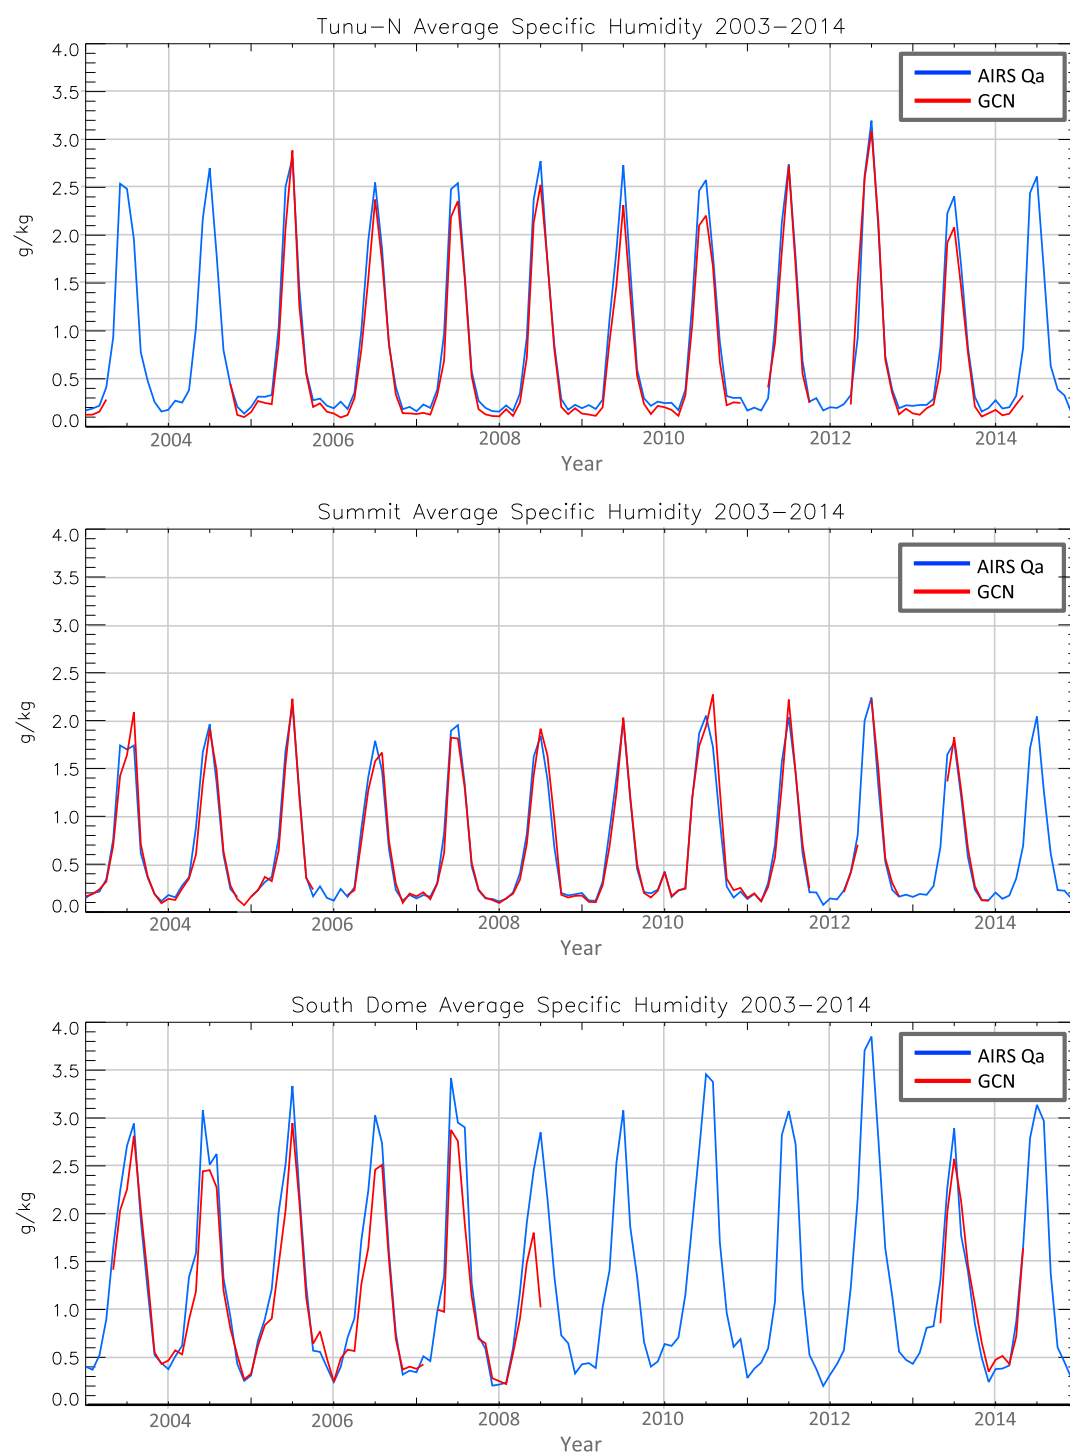 Tunu-N Average Specific Humidity 2003-2014
4.0
3.5
3.0
2.5
2.0
1.5
1.0
0.5
0.0
g/kg
AIRS Qa
GCN
2004 2006 2008 2010 2012 2014
Year
Summit Average Specific Humidity 2003-2014
4.0
3.5
3.0
2.5
2.0
1.5
1.0
0.5
0.0
g/kg
AIRS Qa
GCN
2004 2006 2008 2010 2012 2014
Year
South Dome Average Specific Humidity 2003-2014
4.0
3.5
3.0
2.5
2.0
1.5
1.0
0.5
0.0
g/kg
AIRS Qa
GCN
2004 2006 2008 2010 2012 2014
Year